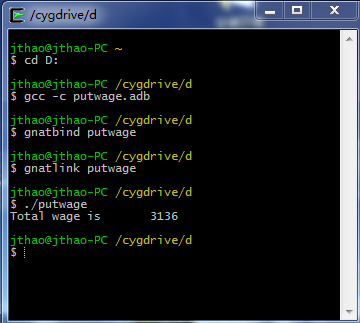 /cygdrive/d
jthao@jthao-PC ~
$ cd D:
jthao@jthao-PC /cygdrive/d
$ gcc -c putwage.adb
jthao@jthao-PC /cygdrive/d
$ gnatbind putwage
jthao@jthao-PC /cygdrive/d
$ gnatlink putwage
jthao@jthao-PC /cygdrive/d
$ ./putwage
Total wage is       3136
jthao@jthao-PC /cygdrive/d
$